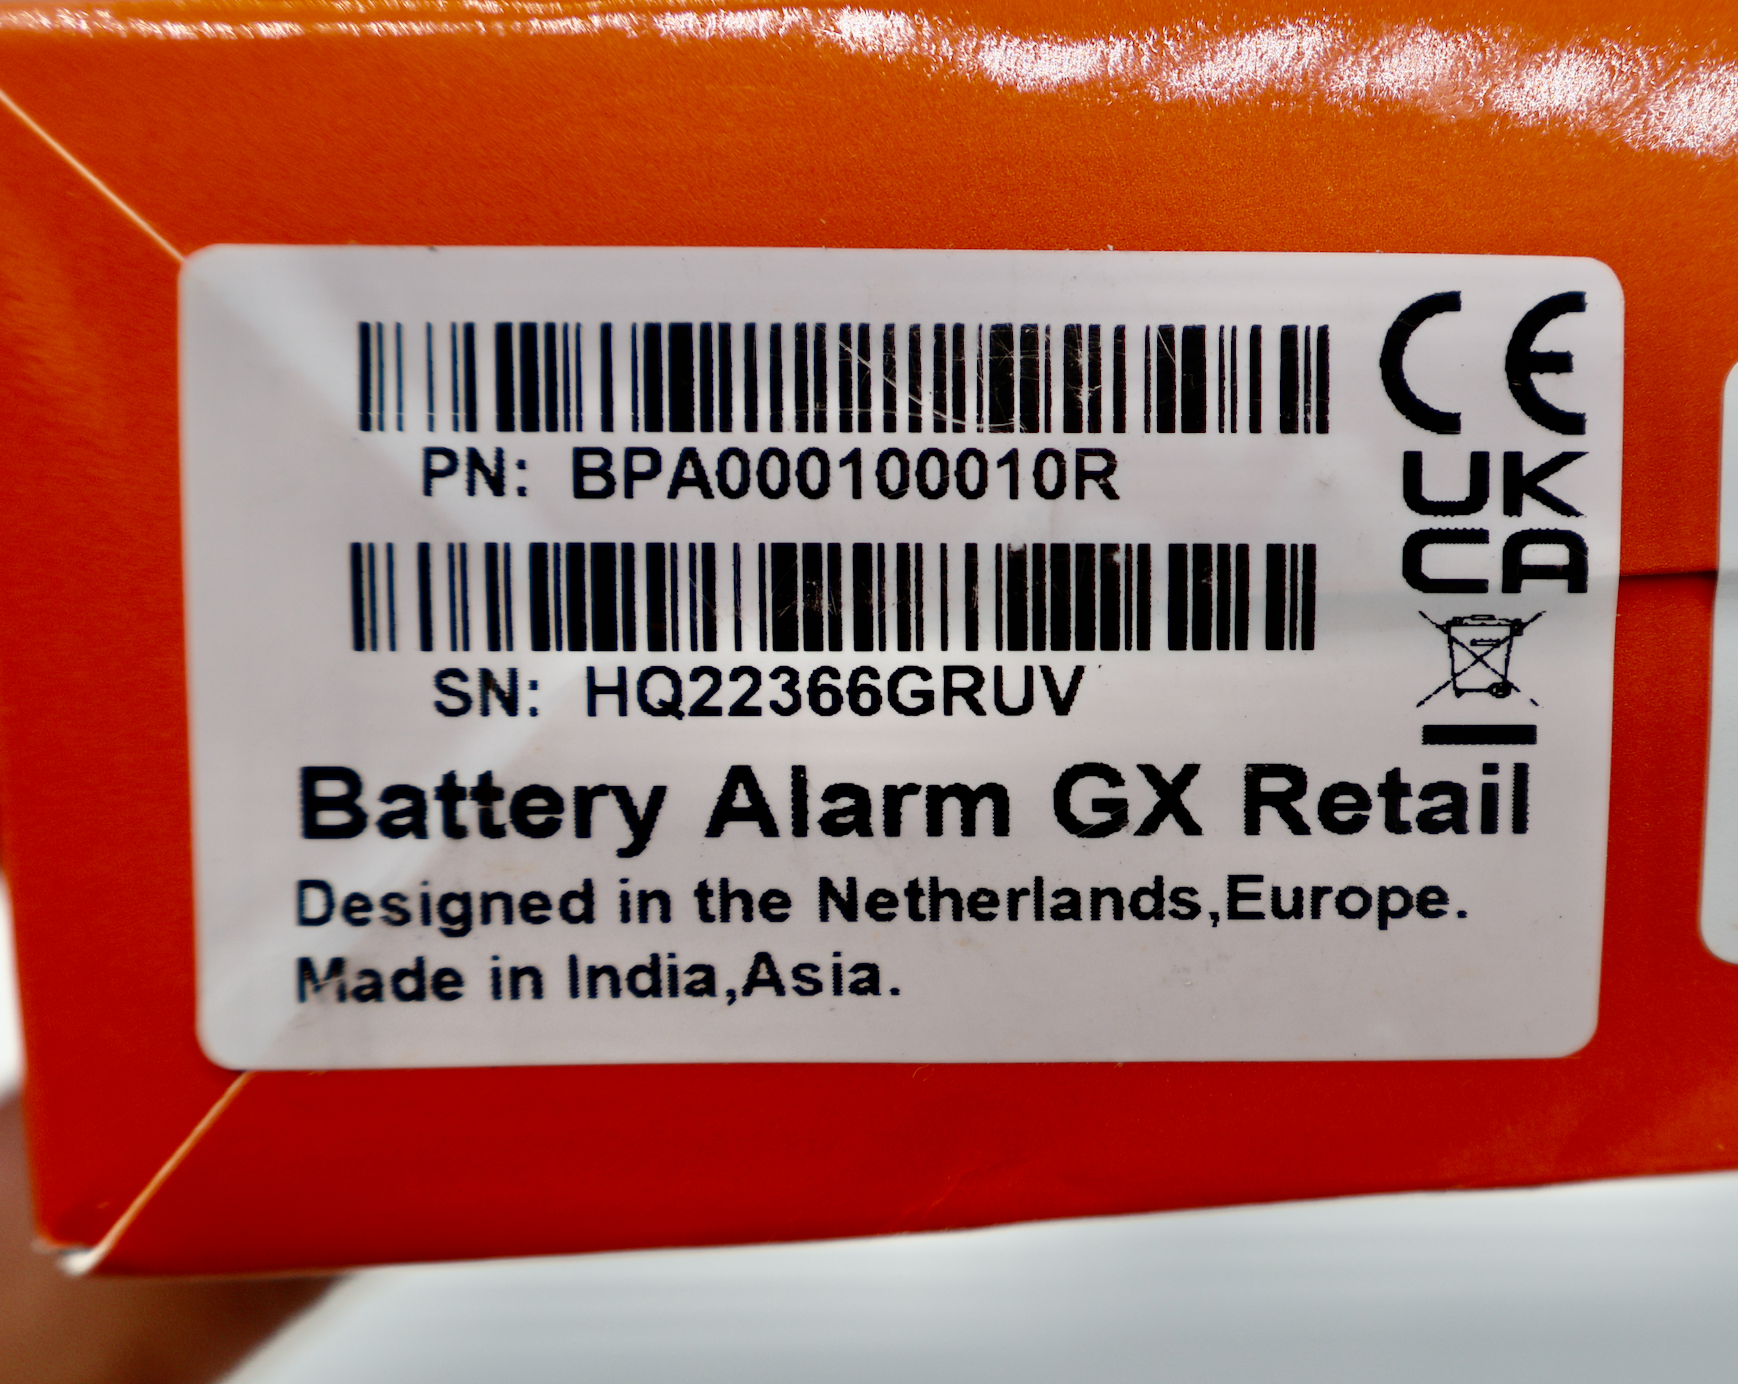 CE
PN: BPA000100010R
UK
CA
SN: HQ22366GRUV
Battery Alarm GX Retail
Designed in the Netherlands,Europe.
Made in India,Asia.